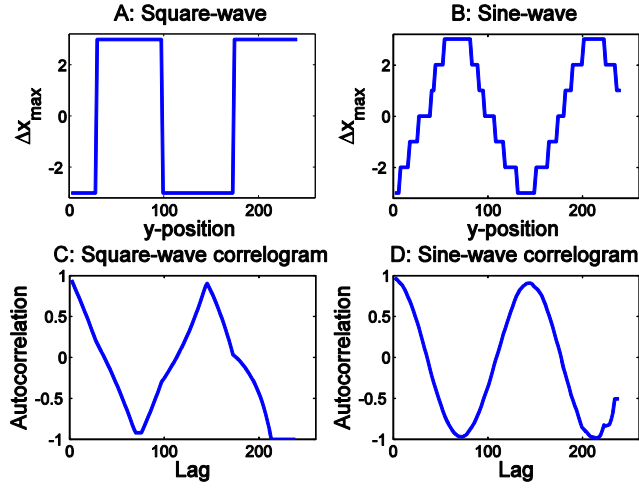 A: Square-wave
B: Sine-wave
Δxmax
2
0
-2
0
100
200
y-position
Δxmax
2
0
-2
0
100
200
y-position
C: Square-wave correlogram
D: Sine-wave correlogram
Autocorrelation
1
0.5
0
-0.5
-1
0
100
200
Lag
Autocorrelation
1
0.5
0
-0.5
-1
0
100
200
Lag